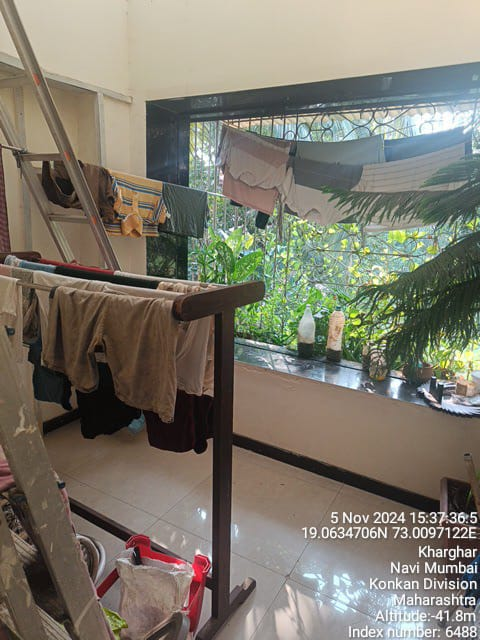 5 Nov 2024 15:37:36.5
19.0634706N 73.0097122E
Kharghar
Navi Mumbai
Konkan Division
Maharashtra
Altitude:-41.8m
Index number: 6488